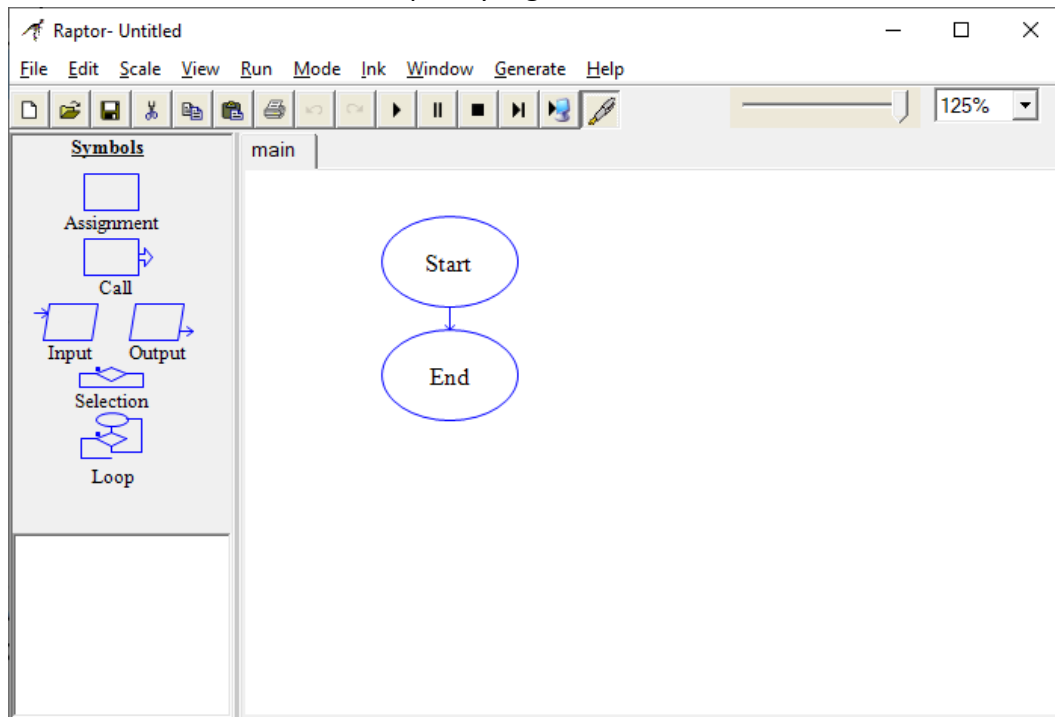 Raptor- Untitled
File Edit Scale View Run Mode Ink Window Generate Help
125%
Symbols
main
Assignment
Call
Input Output
Selection
Loop
Start
End